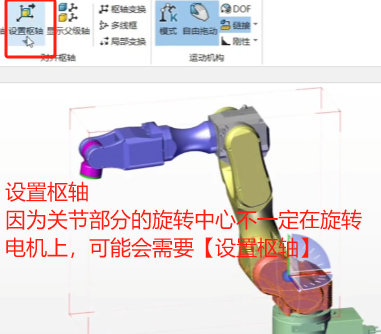 设置枢轴
显示父级轴
枢轴变换
多线框
局部变换
对齐枢轴
模式
自由拖动
DOF
链接
刚性
运动机构
设置枢轴
因为关节部分的旋转中心不一定在旋转
电机上，可能会需要【设置枢轴】